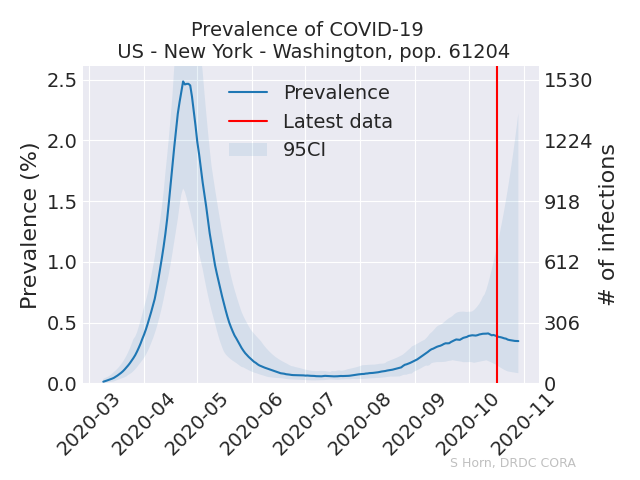 Prevalence of COVID-19
US - New York - Washington, pop. 61204
Prevalence (%)
2.5
2.0
1.5
1.0
0.5
0.0
Prevalence
Latest data
95CI
1530
1224
918
612
306
0
# of infections
2020-03
2020-04
2020-05
2020-06
2020-07
2020-08
2020-09
2020-10
2020-11
S Horn, DRDC CORA